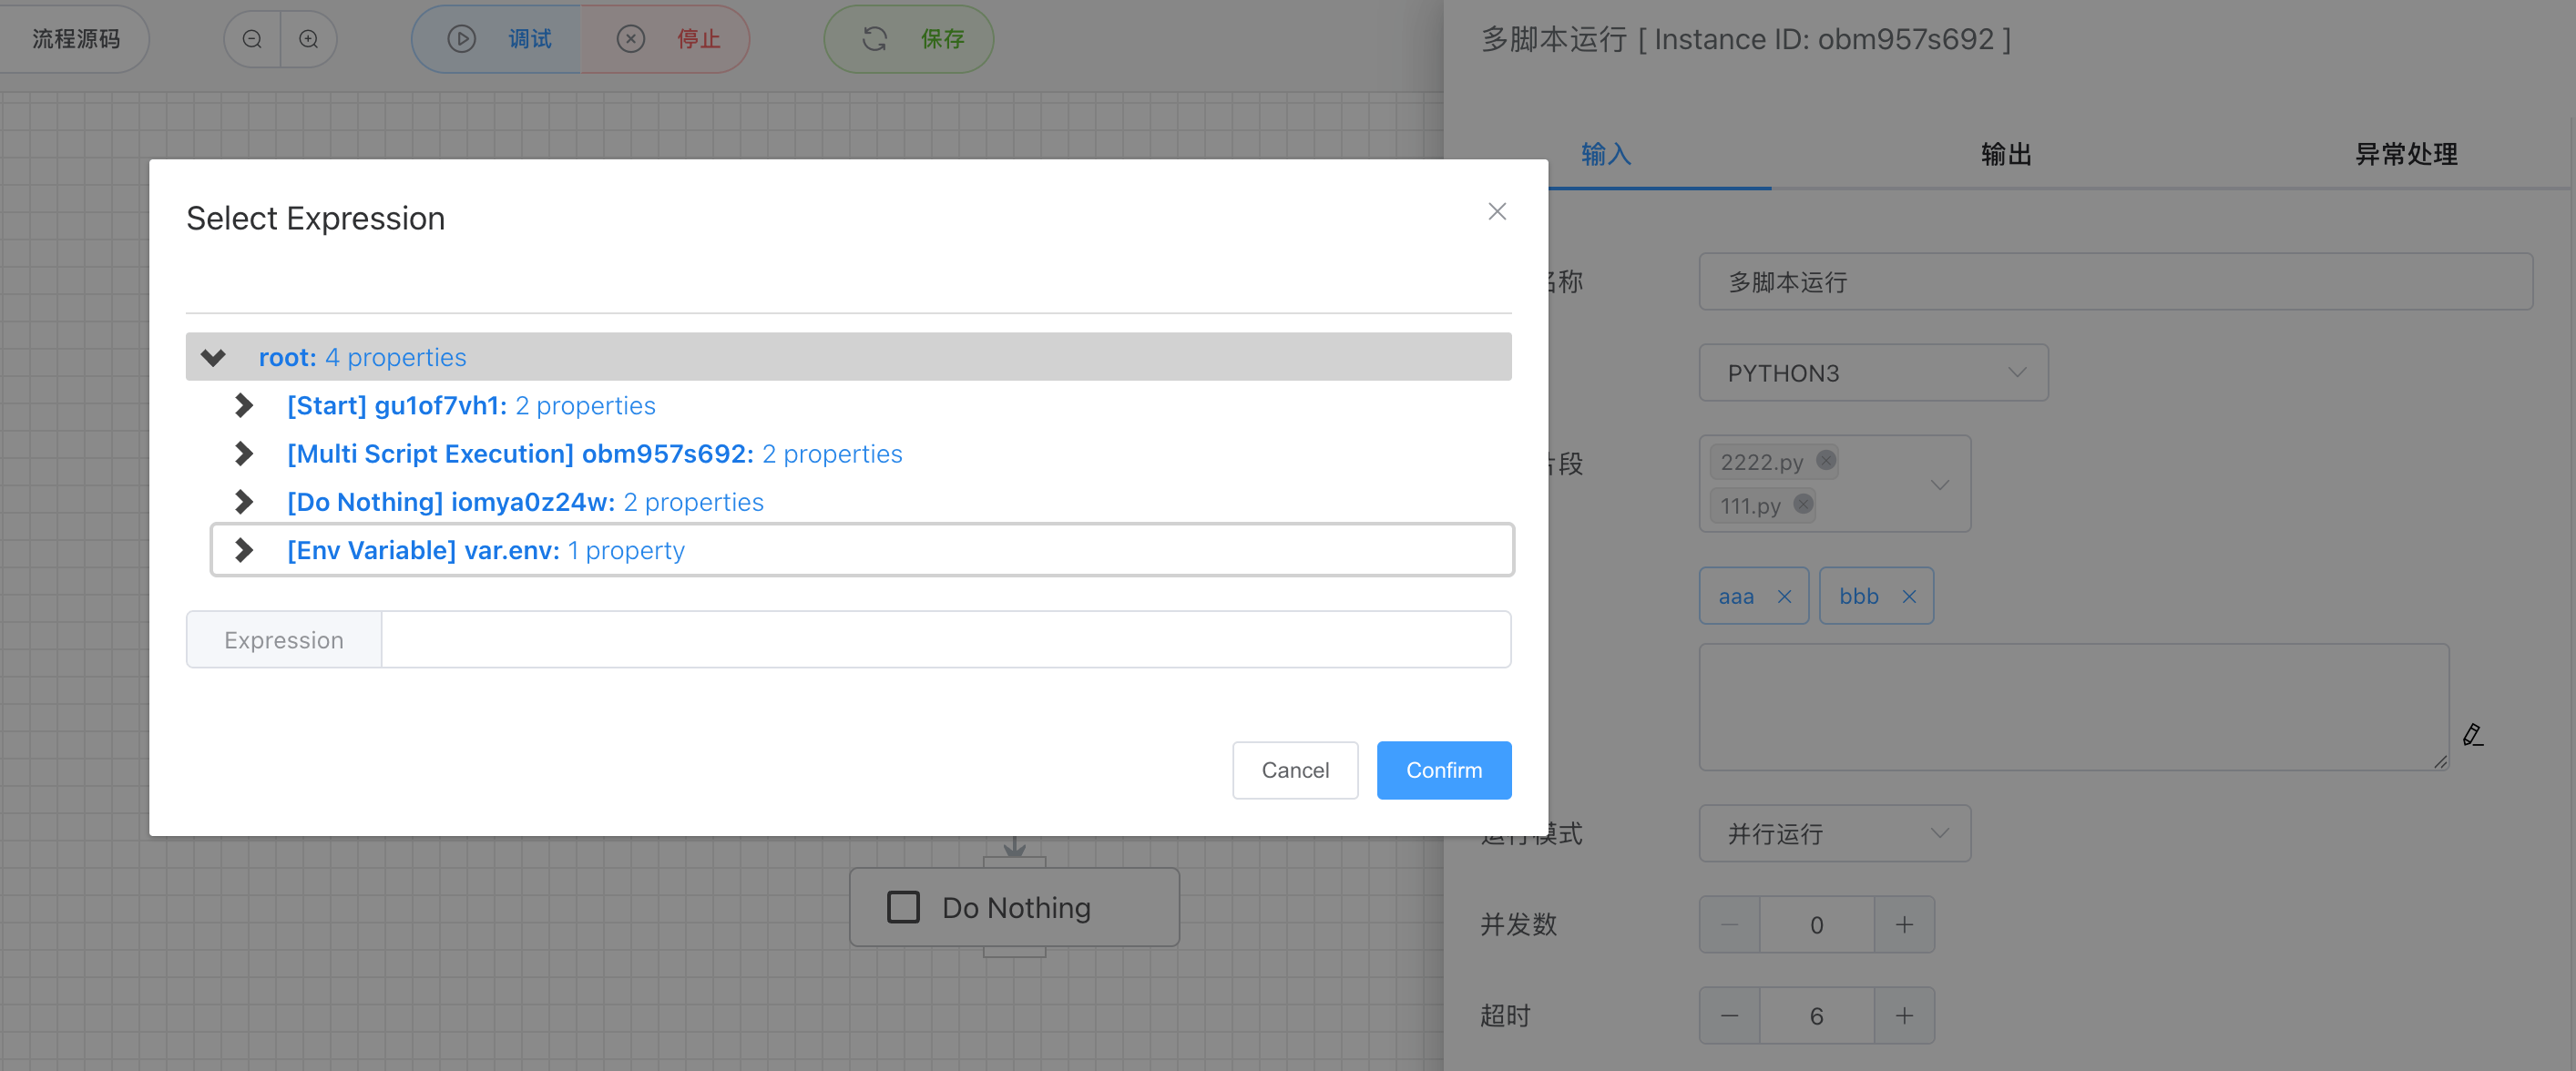 流程源码
调试
停止
保存
多脚本运行 [ Instance ID: obm957s692 ]
输入
输出
异常处理
Select Expression
root: 4 properties
[Start] gu1of7vh1: 2 properties
[Multi Script Execution] obm957s692: 2 properties
[Do Nothing] iomya0z24w: 2 properties
[Env Variable] var.env: 1 property
Expression
Cancel
Confirm
Do Nothing
名称
多脚本运行
PYTHON3
片段
2222.py
111.py
aaa
bbb
运行模式
并行运行
并发数
0
超时
6